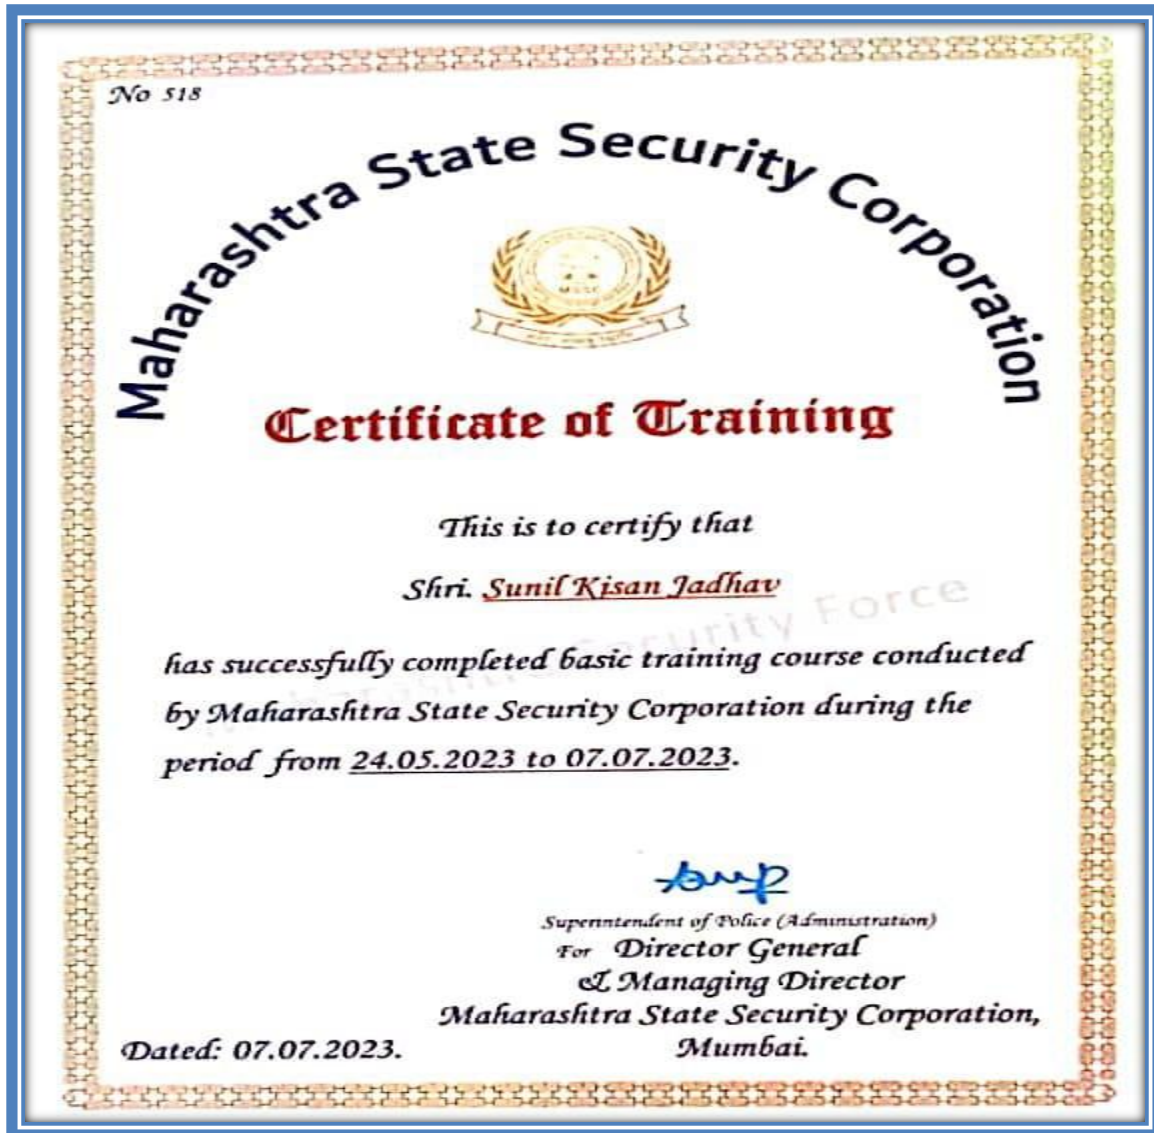 No 518
Maharashtra State Security Corporation
Certificate of Training
This is to certify that
Shri. Sunil Kisan Jadhav
Maharashtra Security Force
has successfully completed basic training course conducted
by Maharashtra State Security Corporation during the
period from 24.05.2023 to 07.07.2023.
Superintendent of Police (Administration)
For Director General
& Managing Director
Maharashtra State Security Corporation,
Mumbai.
Dated: 07.07.2023.